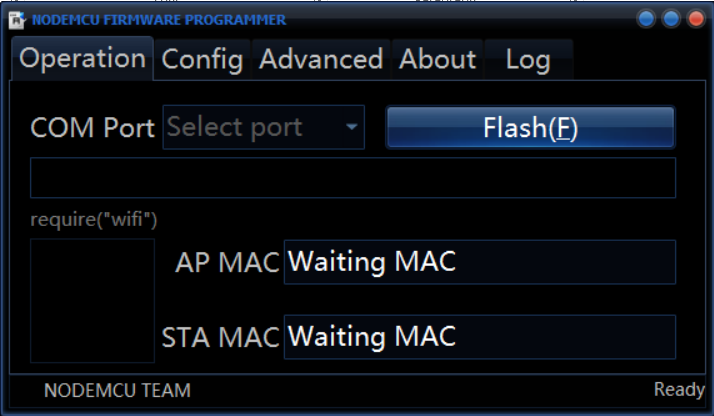 NODEMCU FIRMWARE PROGRAMMER
Operation Config Advanced About Log
COM Port Select port Flash(F)
require("wifi")
AP MAC Waiting MAC
STA MAC Waiting MAC
NODEMCU TEAM Ready